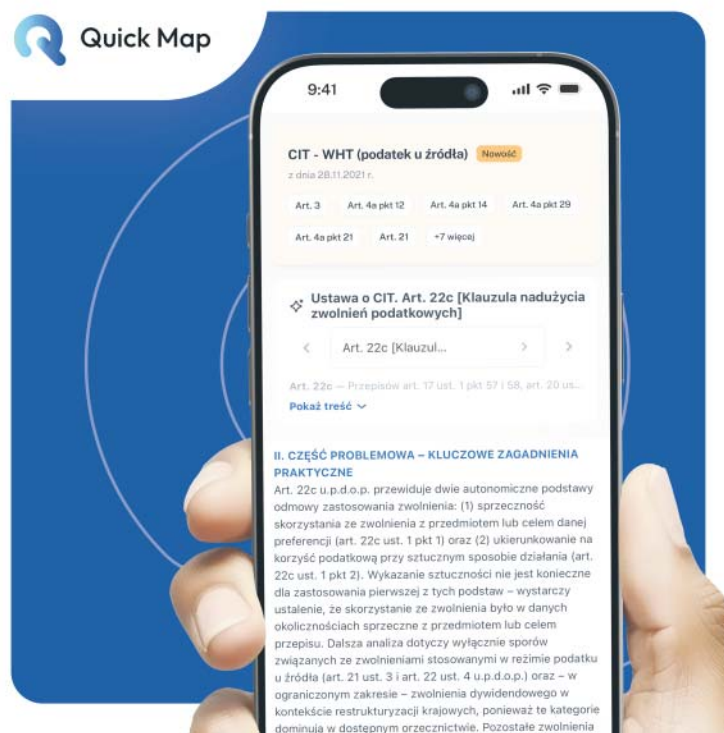 Quick Map
9:41
CIT - WHT (podatek u źródła) Nowość
z dnia 28.11.2021 r.
Art. 3 Art. 4a pkt 12 Art. 4a pkt 14 Art. 4a pkt 29
Art. 4a pkt 21 Art. 21 +7 więcej
Ustawa o CIT. Art. 22c [Klauzula nadużycia
zwolnień podatkowych]
Art. 22c [Klauzul...
Art. 22c — Przepisów art. 17 ust. 1 pkt 57 i 58, art. 20 us...
Pokaż treść
II. CZĘŚĆ PROBLEMOWA – KLUCZOWE ZAGADNIENIA
PRAKTYCZNE
Art. 22c u.p.d.o.p. przewiduje dwie autonomiczne podstawy
odmowy zastosowania zwolnienia: (1) sprzeczność
skorzystania ze zwolnienia z przedmiotem lub celem danej
preferencji (art. 22c ust. 1 pkt 1) oraz (2) ukierunkowanie na
korzyść podatkową przy sztucznym sposobie działania (art.
22c ust. 1 pkt 2). Wykazanie sztuczności nie jest konieczne
dla zastosowania pierwszej z tych podstaw – wystarczy
ustalenie, że skorzystanie ze zwolnienia było w danych
okolicznościach sprzeczne z przedmiotem lub celem
przepisu. Dalsza analiza dotyczy wyłącznie sporów
związanych ze zwolnieniami stosowanymi w reżimie podatku
u źródła (art. 21 ust. 3 i art. 22 ust. 4 u.p.d.o.p.) oraz – w
ograniczonym zakresie – zwolnienia dywidendowego w
kontekście restrukturyzacji krajowych, ponieważ te kategorie
dominują w dostępnym orzecznictwie. Pozostałe zwolnienia